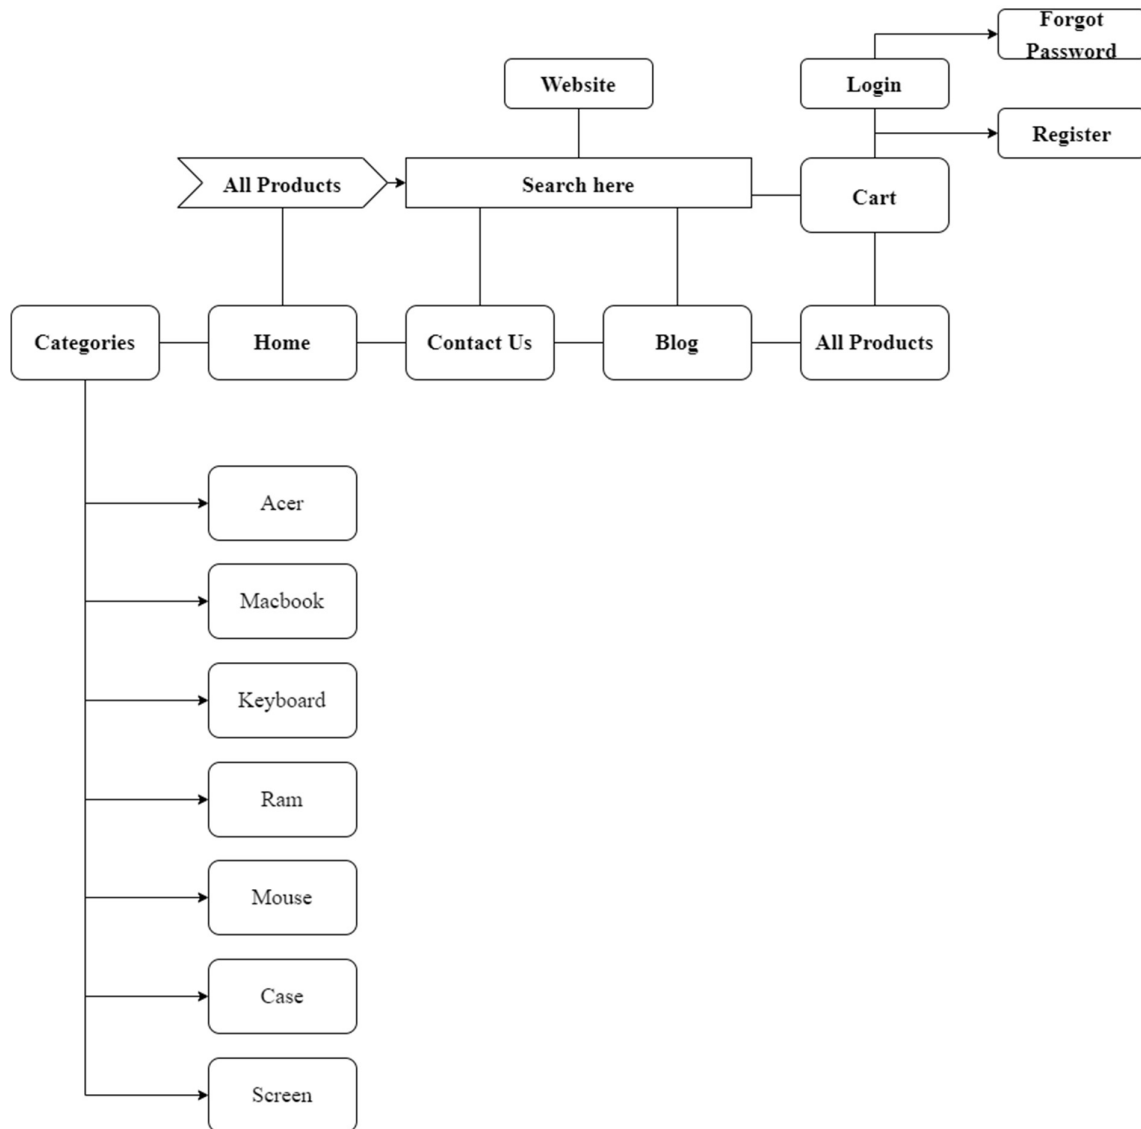 Forgot
Password
Website
Login
Register
All Products
Search here
Cart
Categories
Home
Contact Us
Blog
All Products
Acer
Macbook
Keyboard
Ram
Mouse
Case
Screen